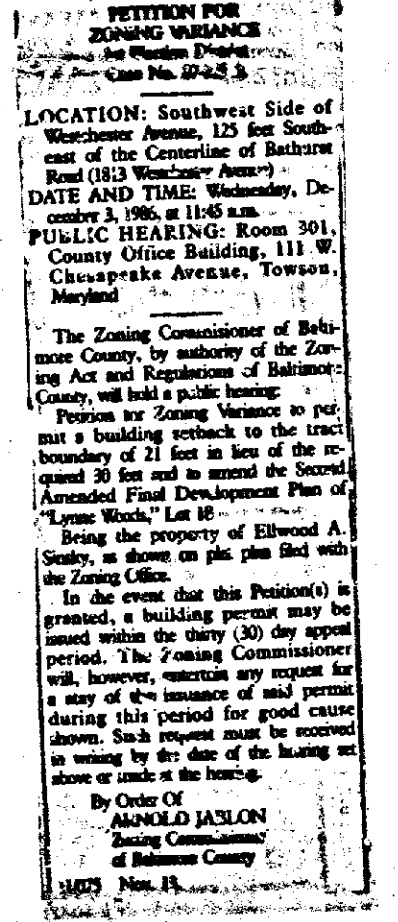 PETITION FOR
ZONING VARIANCE
1st Election District
Case No.
LOCATION: Southwest Side of
Westchester Avenue, 125 feet South-
east of the Centerline of Bathurst
Road (1813 Westchester Avenue)
DATE AND TIME: Wednesday, De-
cember 3, 1986, at 11:45 a.m.
PUBLIC HEARING: Room 301,
County Office Building, 111 W.
Chesapeake Avenue, Towson,
Maryland
The Zoning Commissioner of Balti-
more County, by authority of the Zon-
ing Act and Regulations of Baltimore
County, will hold a public hearing:
Petition for Zoning Variance to per-
mit a building setback to the tract
boundary of 21 feet in lieu of the re-
quired 30 feet and to amend the Second
Amended Final Development Plan of
"Lynne Woods," Lot 18
Being the property of Ellwood A.
Sinsky, as shown on plat plan filed with
the Zoning Office.
In the event that this Petition(s) is
granted, a building permit may be
issued within the thirty (30) day appeal
period. The Zoning Commissioner
will, however, entertain any request for
a stay of the issuance of said permit
during this period for good cause
shown. Such request must be received
in writing by the date of the hearing set
above or made at the hearing.
By Order Of
ARNOLD JABLON
Zoning Commissioner
of Baltimore County
Nov. 13